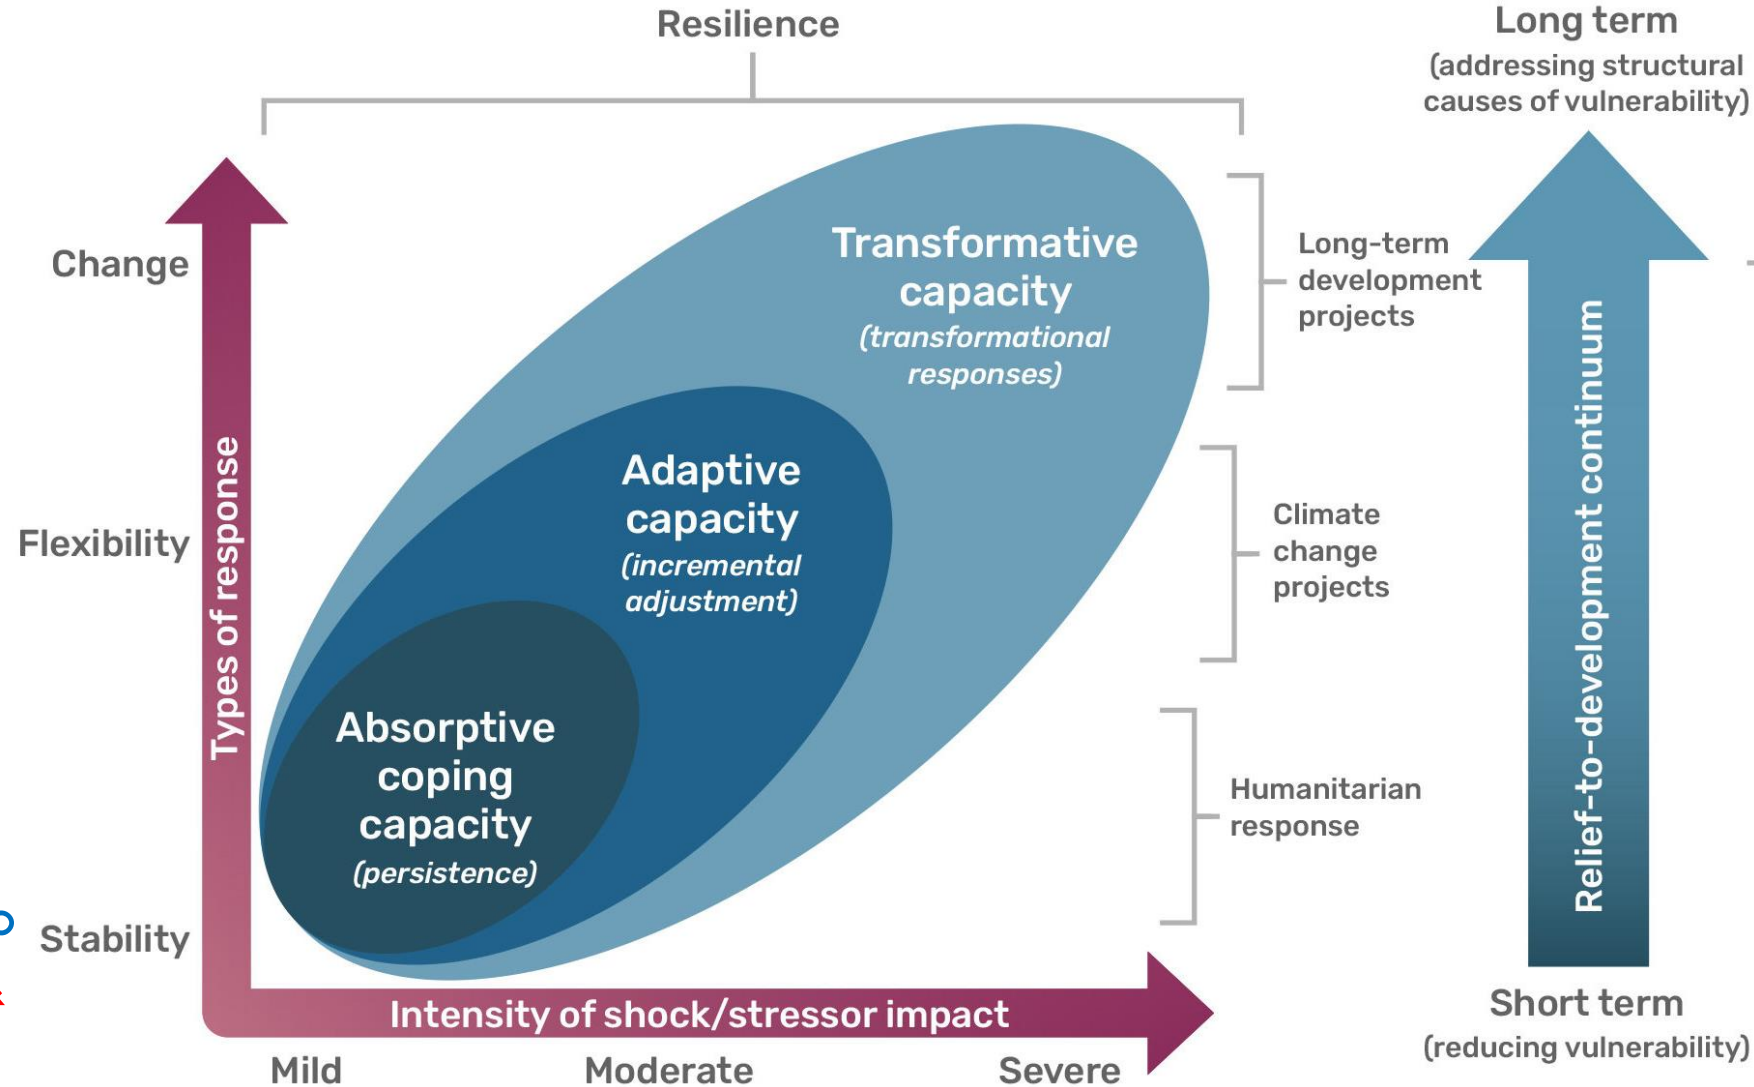 Resilience
Long term
(addressing structural
causes of vulnerability)
Change
Flexibility
Stability
Types of respouse
Transformative
capacity
(transformational
responses)
Adaptive
capacity
(incremental
adjustment)
Absorptive
coping
capacity
(persistence)
Long-term
development
projects
Climate
change
projects
Humanitarian
response
Relief-to-development continuum
Intensity of shock/stressor impact
Mild
Moderate
Severe
Short term
(reducing vulnerability)